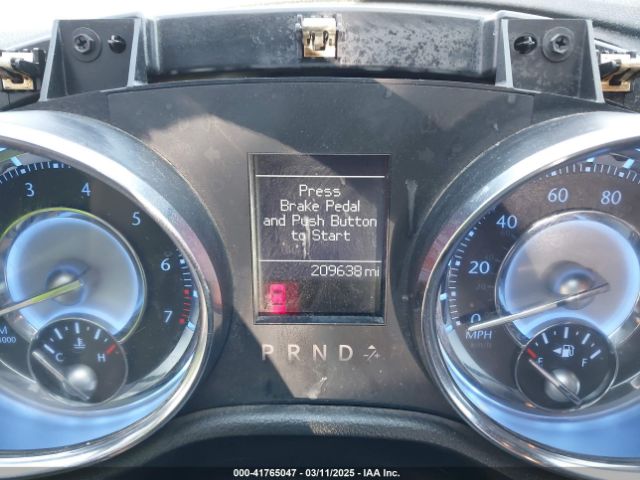 Press
Brake Pedal
and Push Button
to Start
209638 mi
P R N D
3 4 5 6 7
C H
0 20 40 60 80
MPH
km/h
F F
000-41765047 - 03/11/2025 - IAA Inc.